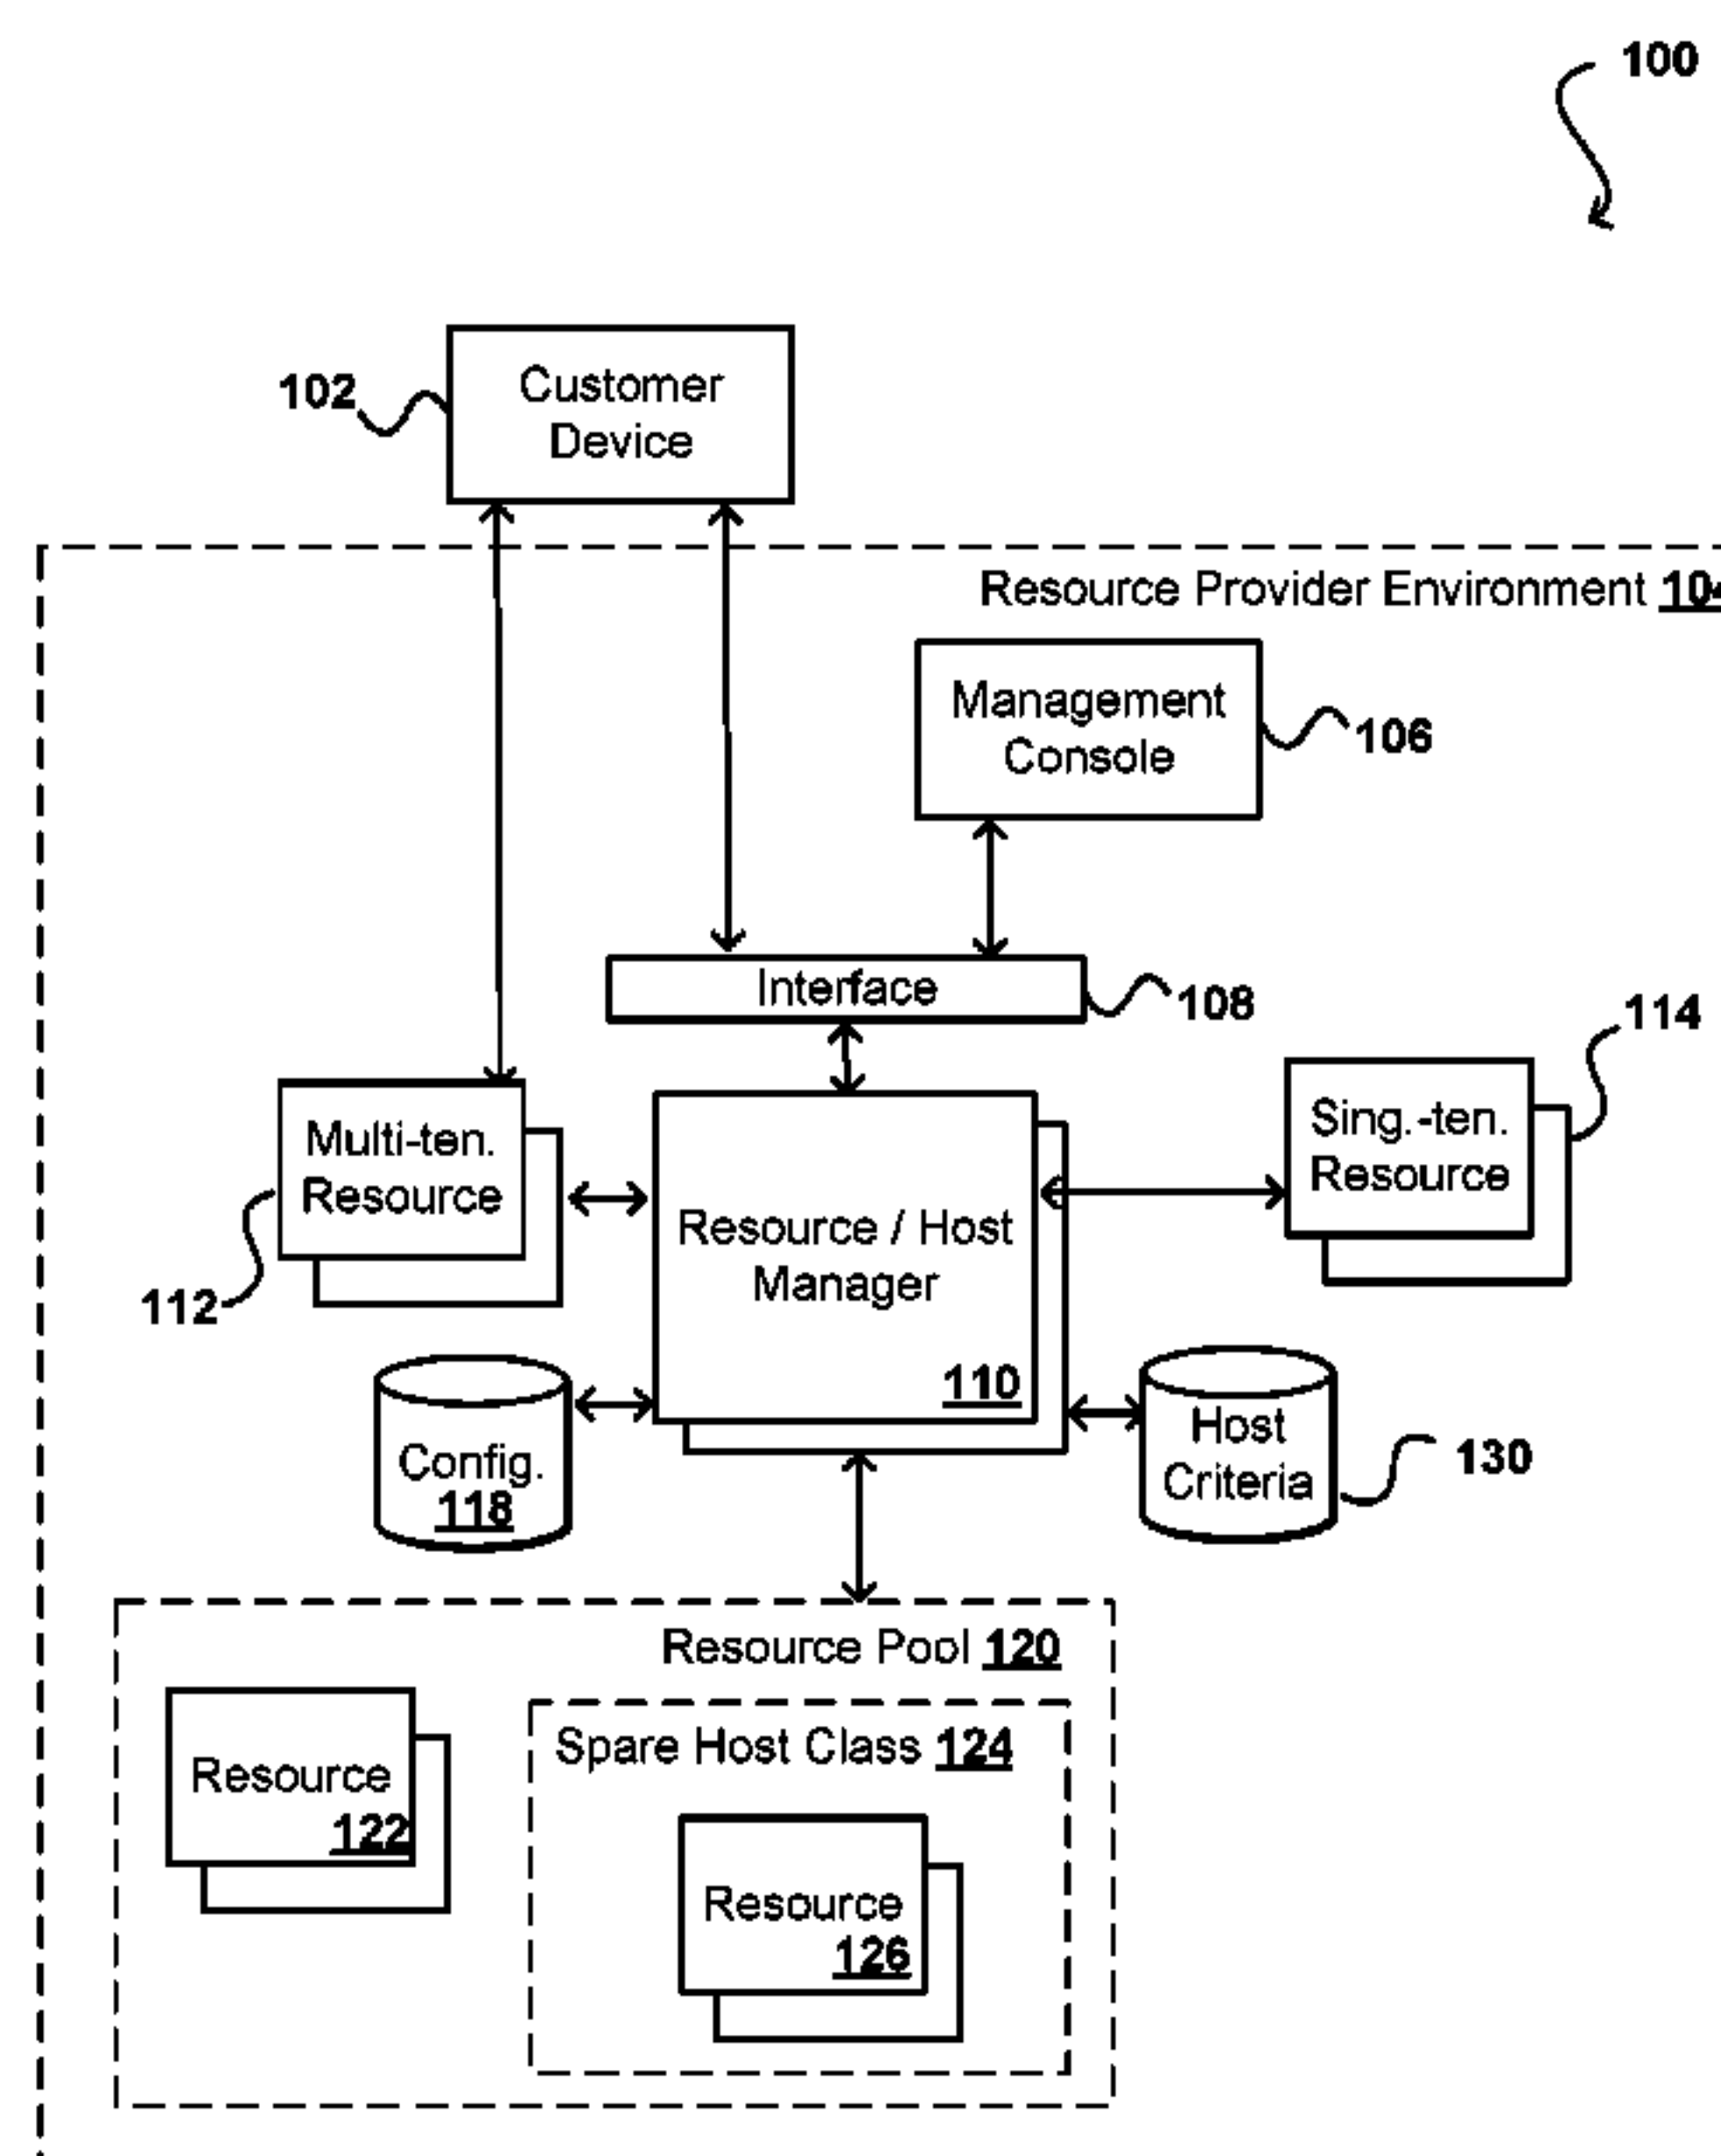 100
102
Customer
Device
Resource Provider Environment 104
Management
Console
106
Interface
108
114
Multi-ten.
Resource
112
Resource / Host
Manager
110
Sing.-ten.
Resource
Config.
118
Host
Criteria
130
Resource Pool 120
Resource
122
Spare Host Class 124
Resource
126